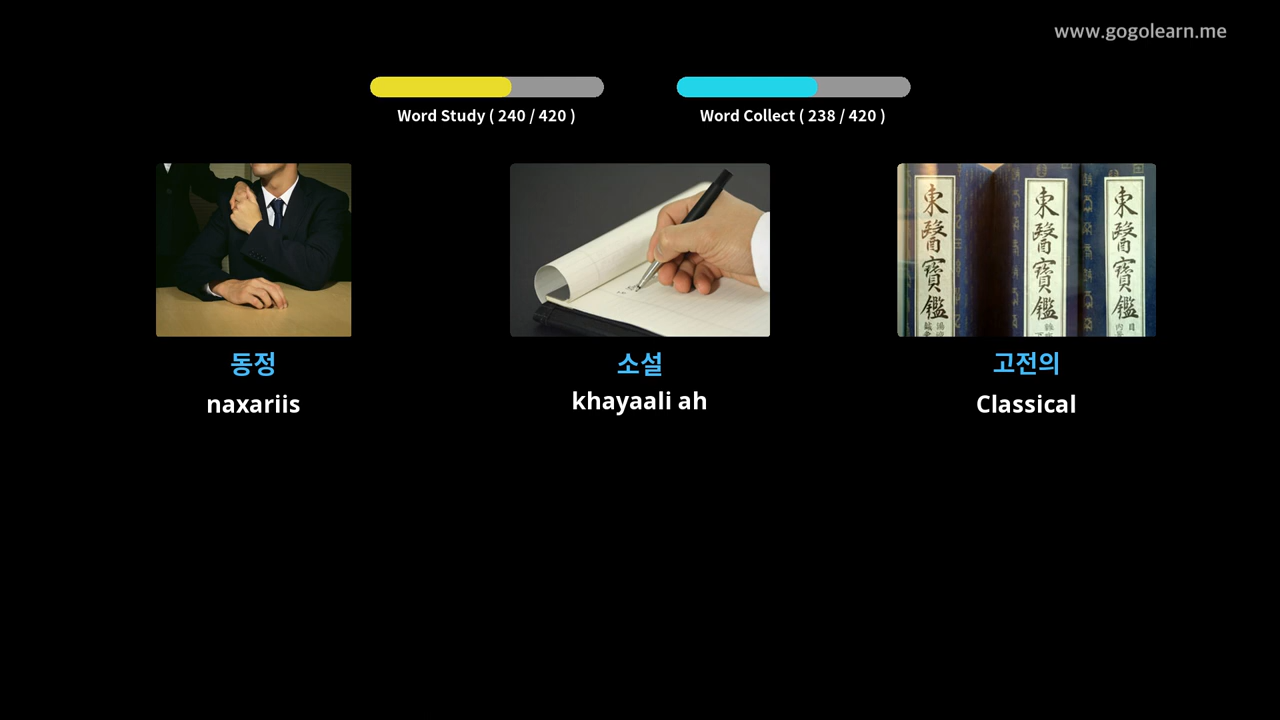 www.gogolearn.me
Word Study ( 240 / 420 )
Word Collect ( 238 / 420 )
東醫寶鑑
東醫寶鑑
東醫寶鑑
동정
소설
고전의
naxariis
khayaali ah
Classical